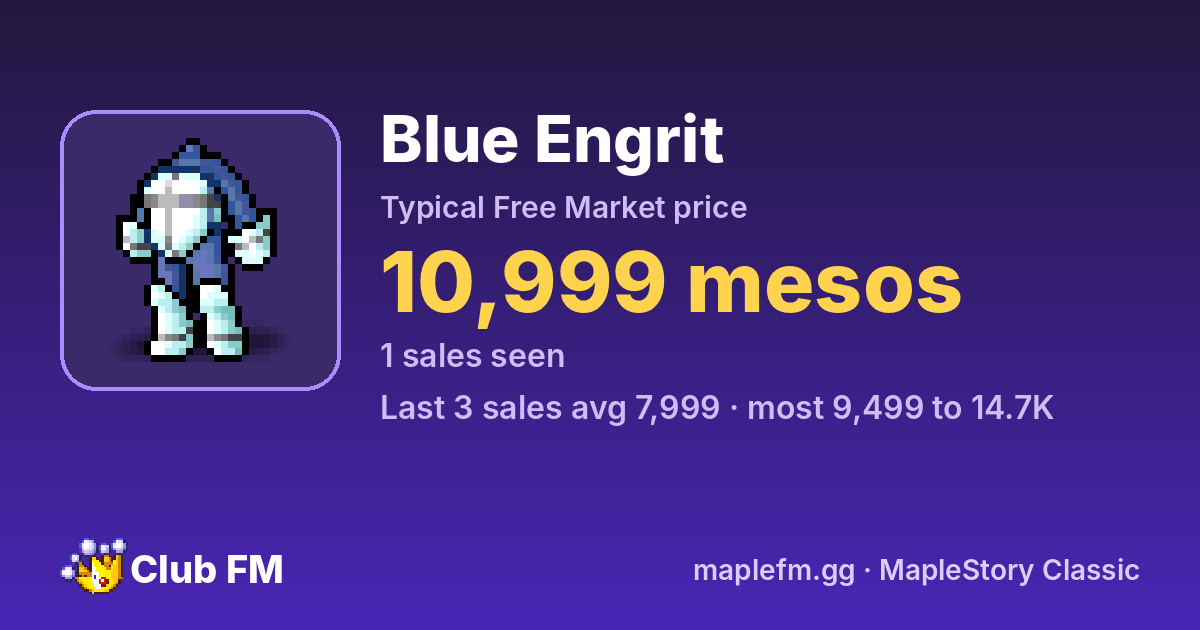 Blue Engrit
Typical Free Market price
10,999 mesos
1 sales seen
Last 3 sales avg 7,999 · most 9,499 to 14.7K
Club FM
maplefm.gg · MapleStory Classic